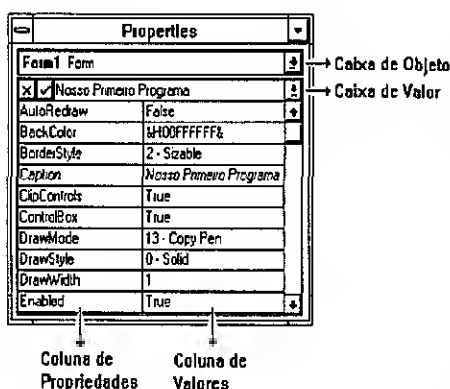 Properties
Form1 Form
Caixa de Objeto
Nosso Primeiro Programa
Caixa de Valor
AutoRedraw False
BackColor &H00FFFFFF&
BorderStyle 2 - Sizable
Caption Nosso Primeiro Programa
ClipControls True
ControlBox True
DrawMode 13 - Copy Pen
DrawStyle 0 - Solid
DrawWidth 1
Enabled True
Coluna de Propriedades
Coluna de Valores